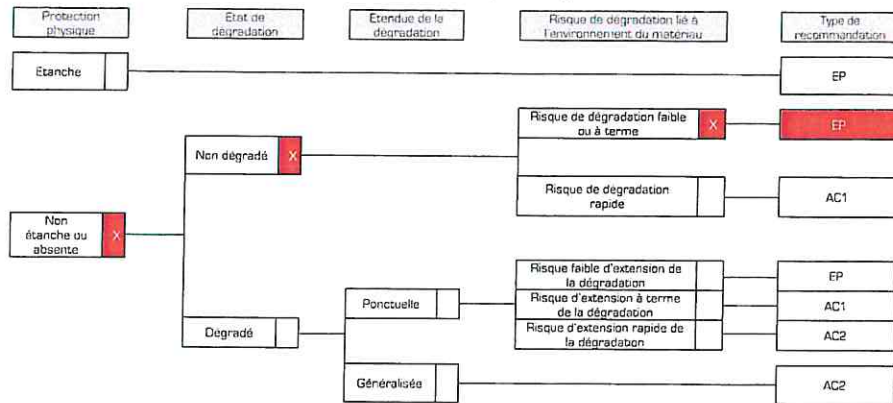 Protection
physique
Etat de
dégradation
Etendue de la
dégradation
Risque de dégradation lié à
l'environnement du matériau
Type de
recommandation
Etanche
EP
Risque de dégradation faible
ou à terme
X
EP
Non dégradé
X
Risque de dégradation
rapide
AC1
Non
étanche ou
absente
X
Risque faible d'extension de
la dégradation
EP
Ponctuelle
Risque d'extension à terme
de la dégradation
AC1
Dégradé
Risque d'extension rapide de
la dégradation
AC2
Généralisée
AC2